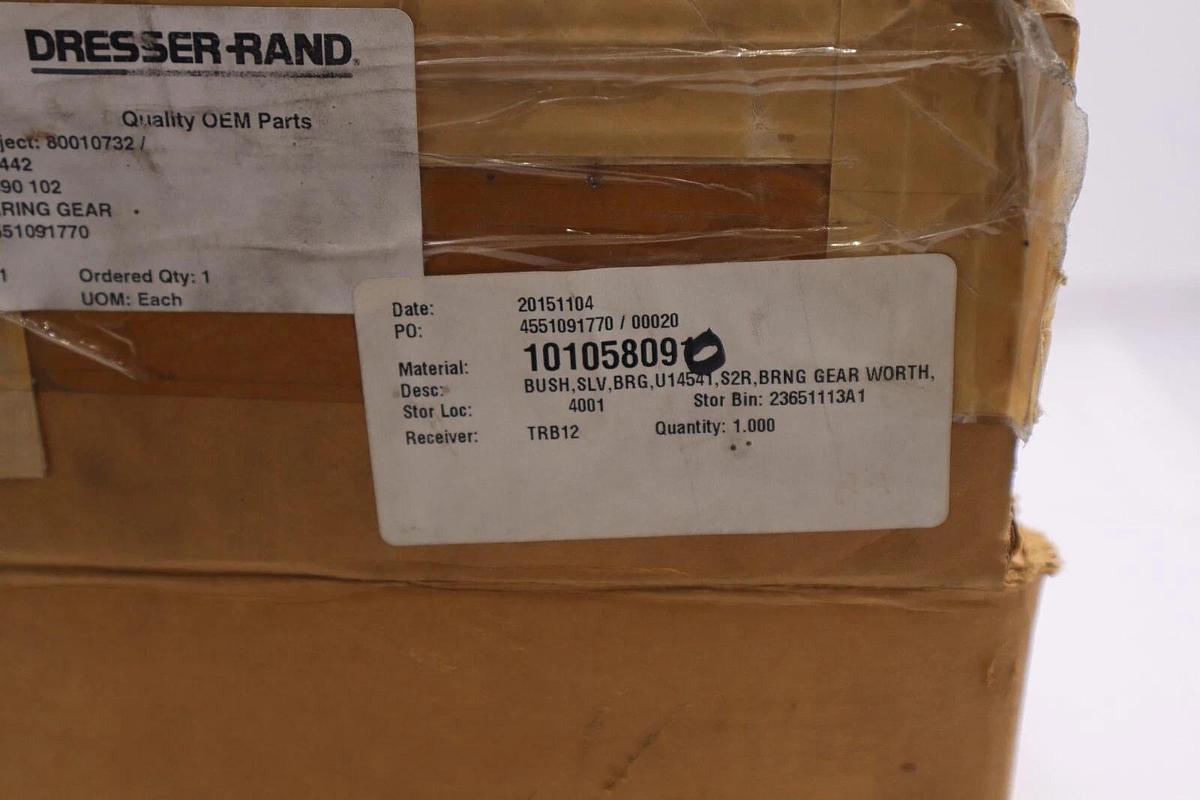 DRESSER-RAND®
Quality OEM Parts
ject: 80010732 /
442
90 102
RING GEAR
551091770
1 Ordered Qty: 1
UOM: Each
Date: 20151104
PO: 4551091770 / 00020
Material: 101058091
Desc: BUSH,SLV,BRG,U14541,S2R,BRNG GEAR WORTH,
Stor Loc: 4001 Stor Bin: 23651113A1
Receiver: TRB12 Quantity: 1.000